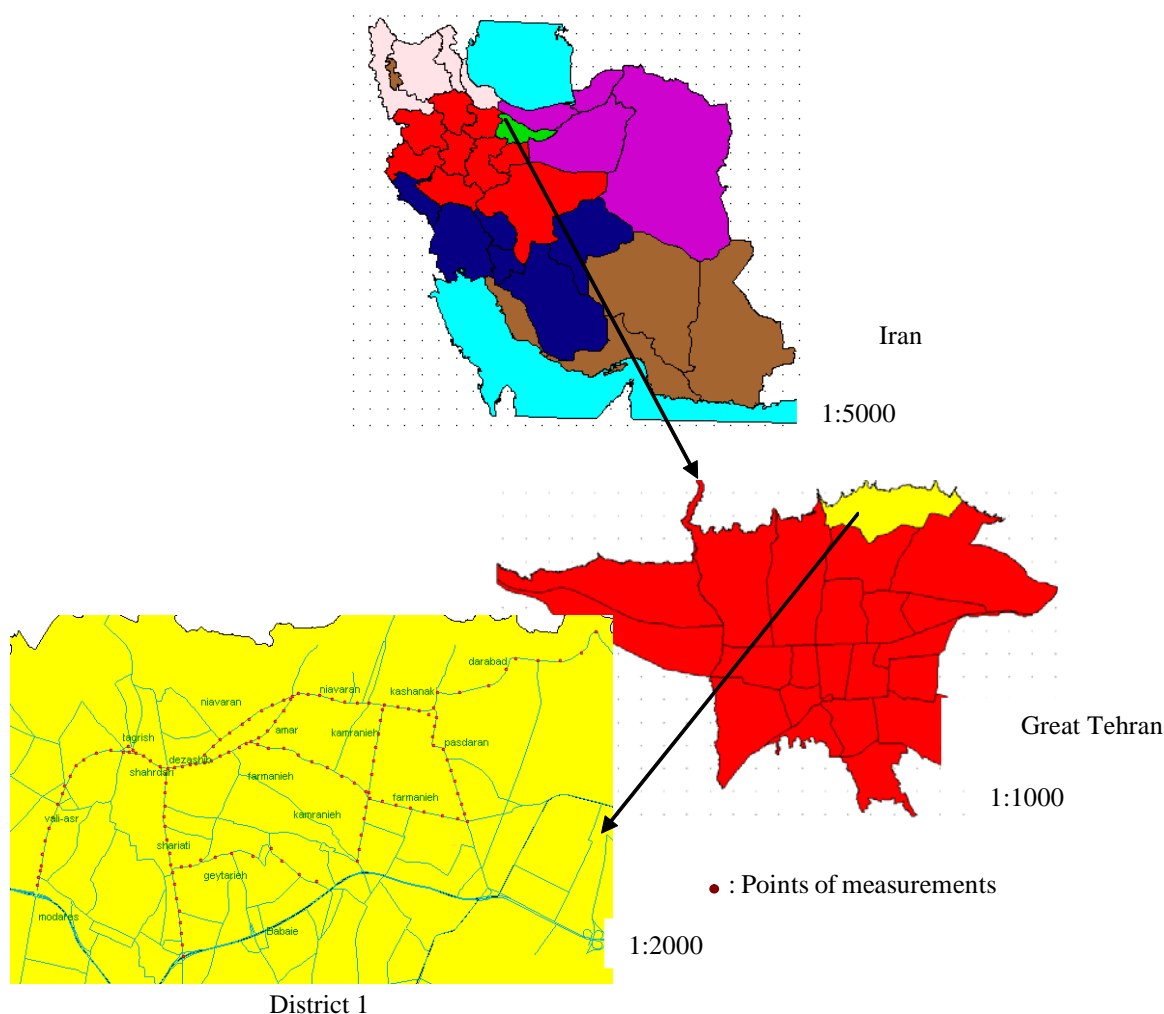 Iran
1:5000
Great Tehran
1:1000
darabad
niavaran
kashanak
niavaran
amar
kamranieh
pasdaran
tagrish
dezashib
shahrdari
farmanieh
farmanieh
kamranieh
vali-asr
shariati
geytarieh
modares
Babaie
: Points of measurements
1:2000
District 1